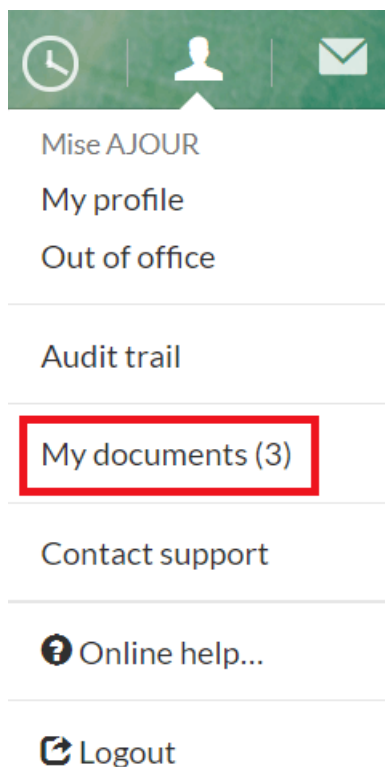 Mise AJOUR
My profile
Out of office
Audit trail
My documents (3)
Contact support
Online help...
Logout